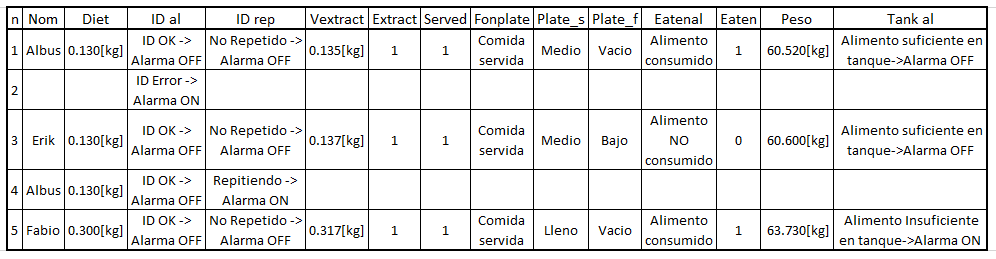 n Nom Diet ID al ID rep Vextract Extract Served Fonplate Plate_s Plate_f Eatenal Eaten Peso Tank al
1 Albus 0.130[kg] ID OK -> Alarma OFF No Repetido -> Alarma OFF 0.135[kg] 1 1 Comida servida Medio Vacio Alimento consumido 1 60.520[kg] Alimento suficiente en tanque->Alarma OFF
2 ID Error -> Alarma ON
3 Erik 0.130[kg] ID OK -> Alarma OFF No Repetido -> Alarma OFF 0.137[kg] 1 1 Comida servida Medio Bajo Alimento NO consumido 0 60.600[kg] Alimento suficiente en tanque->Alarma OFF
4 Albus 0.130[kg] ID OK -> Alarma OFF Repitiendo -> Alarma ON
5 Fabio 0.300[kg] ID OK -> Alarma OFF No Repetido -> Alarma OFF 0.317[kg] 1 1 Comida servida Lleno Vacio Alimento consumido 1 63.730[kg] Alimento Insuficiente en tanque->Alarma ON